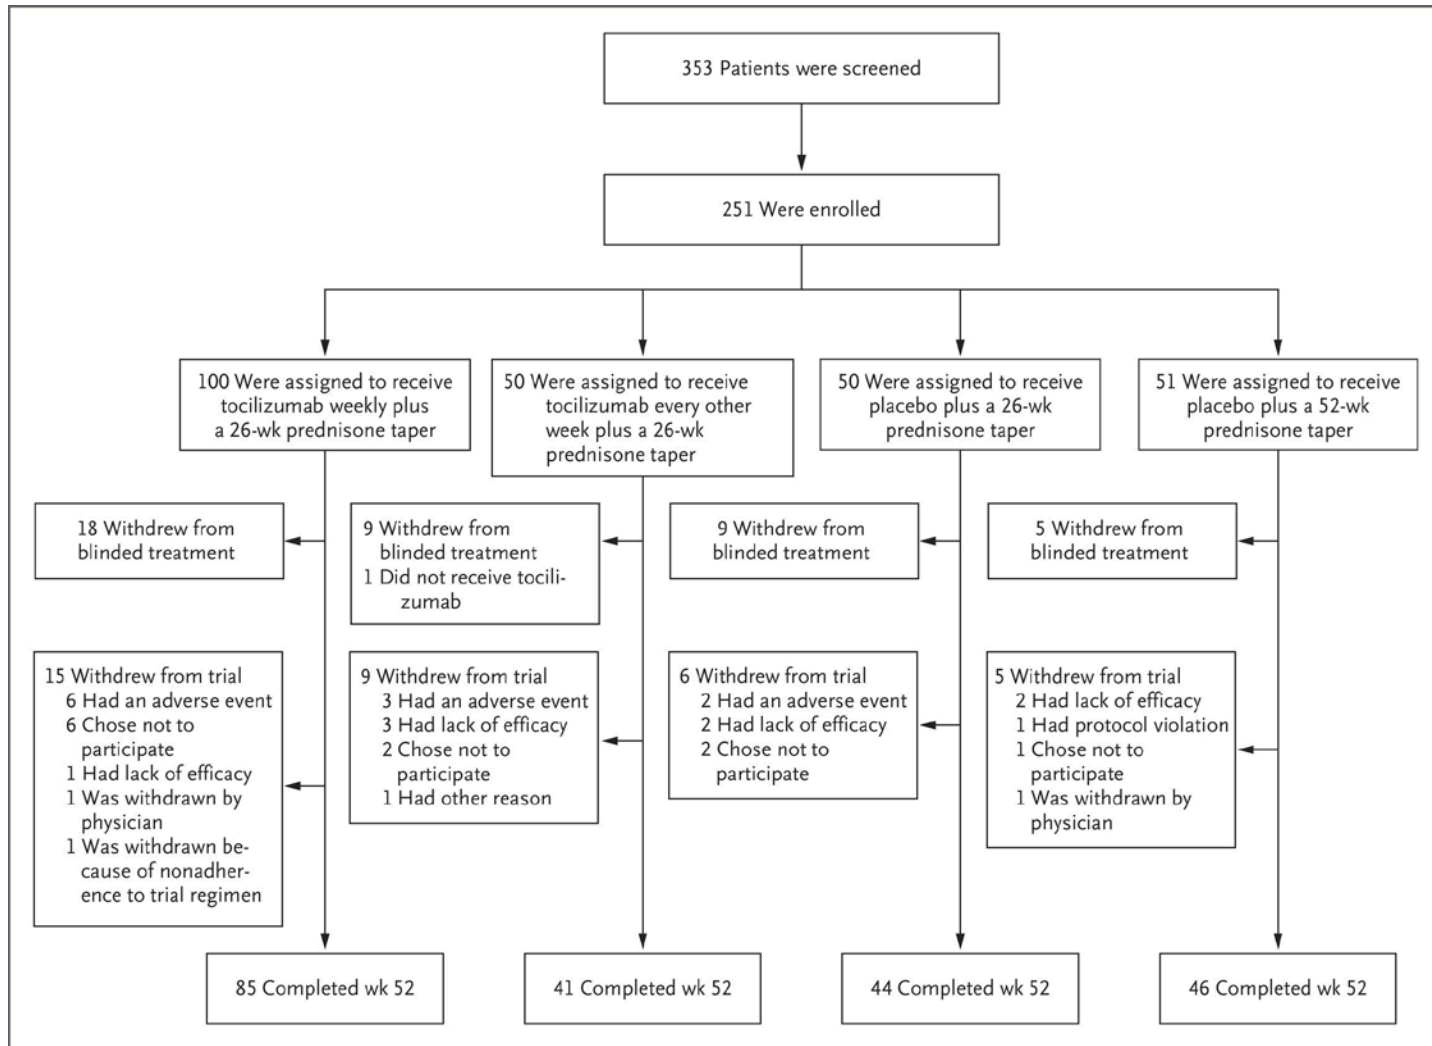 353 Patients were screened
251 Were enrolled
100 Were assigned to receive
tocilizumab weekly plus
a 26-wk prednisone taper
50 Were assigned to receive
tocilizumab every other
week plus a 26-wk
prednisone taper
50 Were assigned to receive
placebo plus a 26-wk
prednisone taper
51 Were assigned to receive
placebo plus a 52-wk
prednisone taper
18 Withdrew from
blinded treatment
9 Withdrew from
blinded treatment
1 Did not receive tocili-
zumab
9 Withdrew from
blinded treatment
5 Withdrew from
blinded treatment
15 Withdrew from trial
6 Had an adverse event
6 Chose not to
participate
1 Had lack of efficacy
1 Was withdrawn by
physician
1 Was withdrawn be-
cause of nonadher-
ence to trial regimen
9 Withdrew from trial
3 Had an adverse event
3 Had lack of efficacy
2 Chose not to
participate
1 Had other reason
6 Withdrew from trial
2 Had an adverse event
2 Had lack of efficacy
2 Chose not to
participate
5 Withdrew from trial
2 Had lack of efficacy
1 Had protocol violation
1 Chose not to
participate
1 Was withdrawn by
physician
85 Completed wk 52
41 Completed wk 52
44 Completed wk 52
46 Completed wk 52